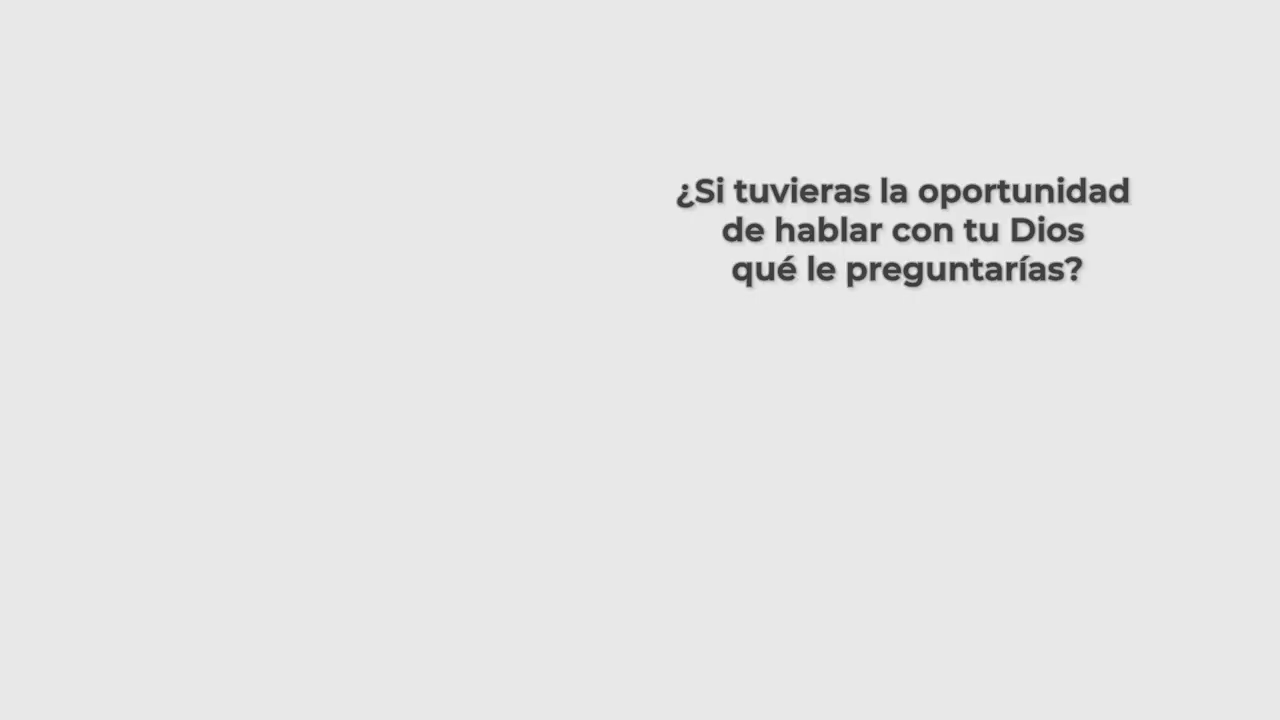 ¿Si tuvieras la oportunidad
de hablar con tu Dios
qué le preguntarías?